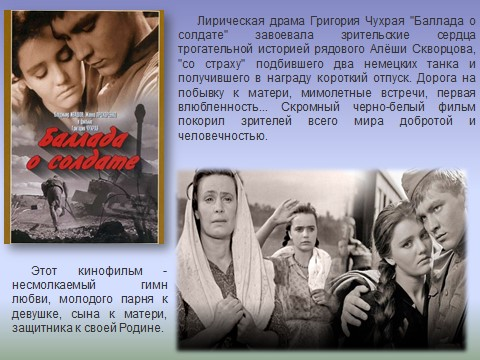 Лирическая драма Григория Чухрая "Баллада о
солдате" завоевала зрительские сердца
трогательной историей рядового Алёши Скворцова,
"со страху" подбившего два немецких танка и
получившего в награду короткий отпуск. Дорога на
побывку к матери, мимолетные встречи, первая
влюбленность... Скромный черно-белый фильм
покорил зрителей всего мира добротой и
человечностью.
в фильме
Григория Чухрая
Баллада
о солдате
Этот кинофильм -
несмолкаемый гимн
любви, молодого парня к
девушке, сына к матери,
защитника к своей Родине.